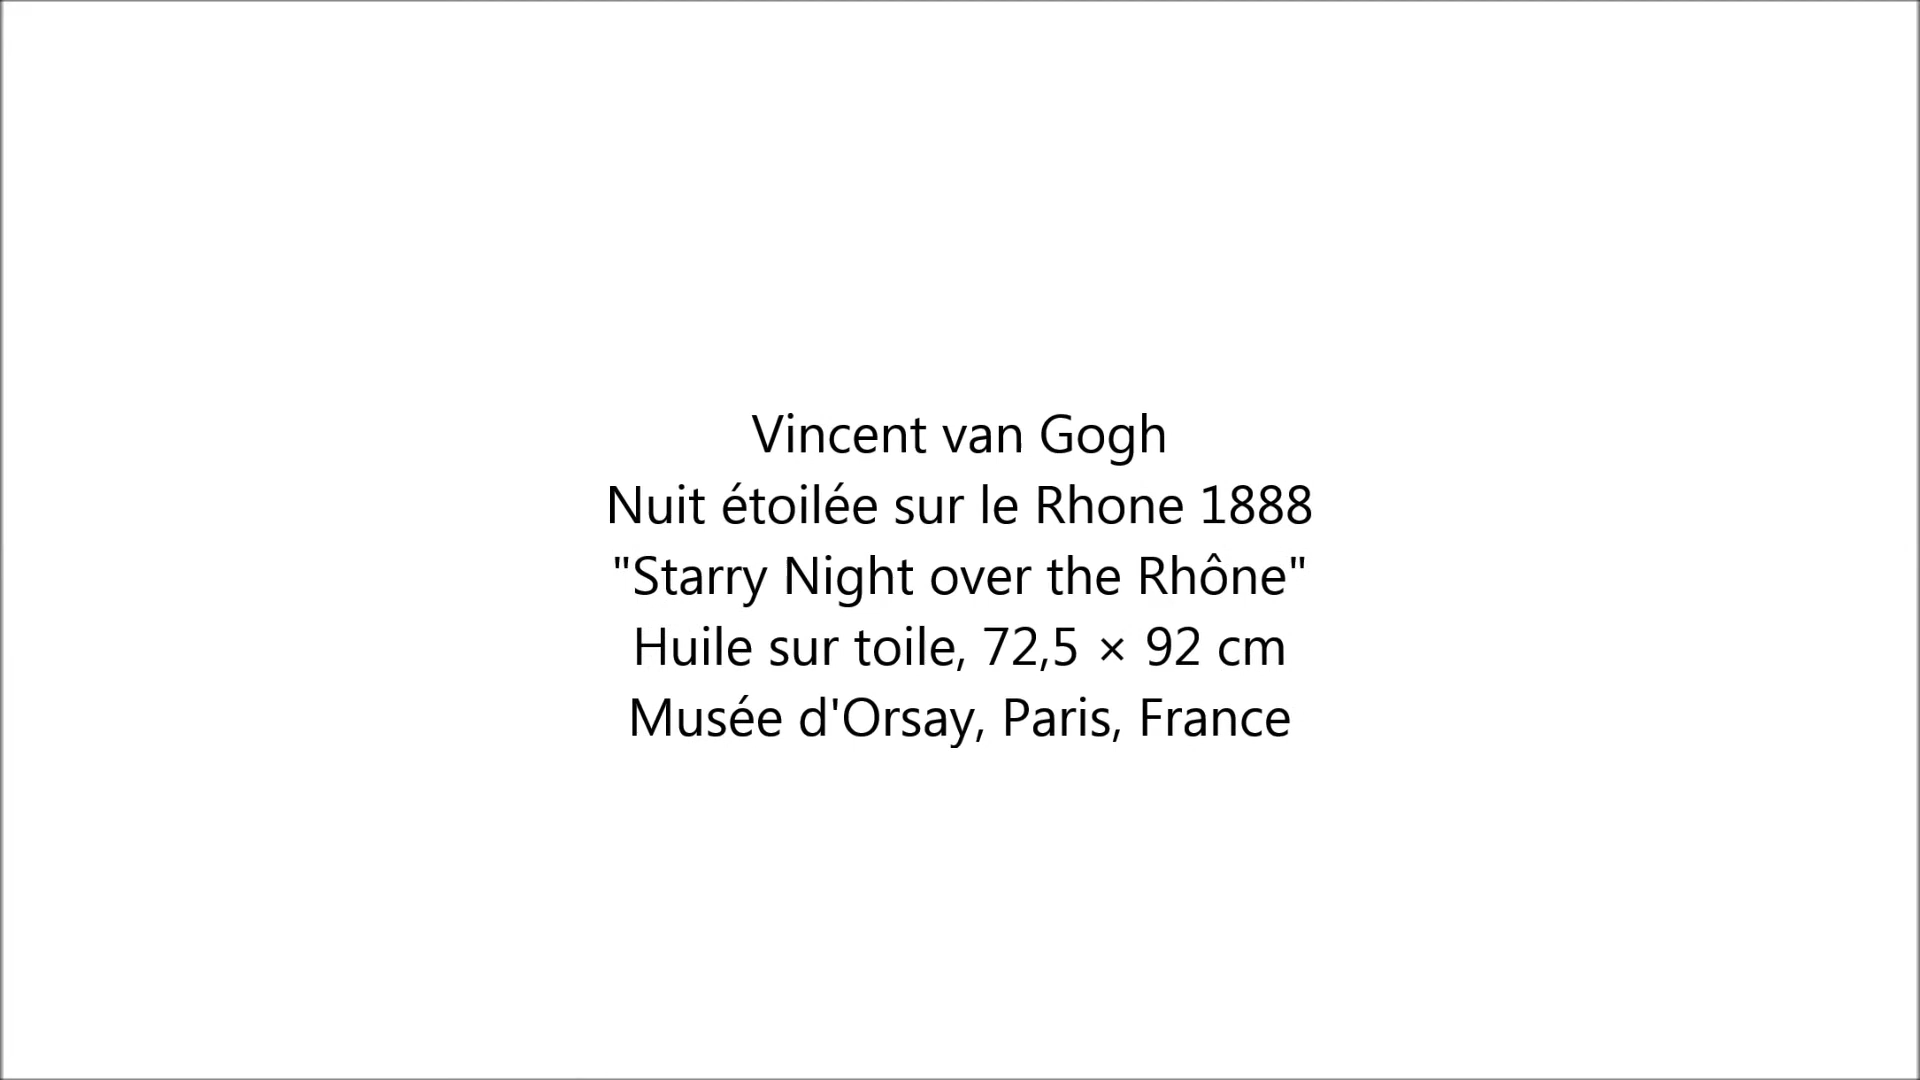 Vincent van Gogh
Nuit étoilée sur le Rhone 1888
"Starry Night over the Rhône"
Huile sur toile, 72,5 × 92 cm
Musée d'Orsay, Paris, France